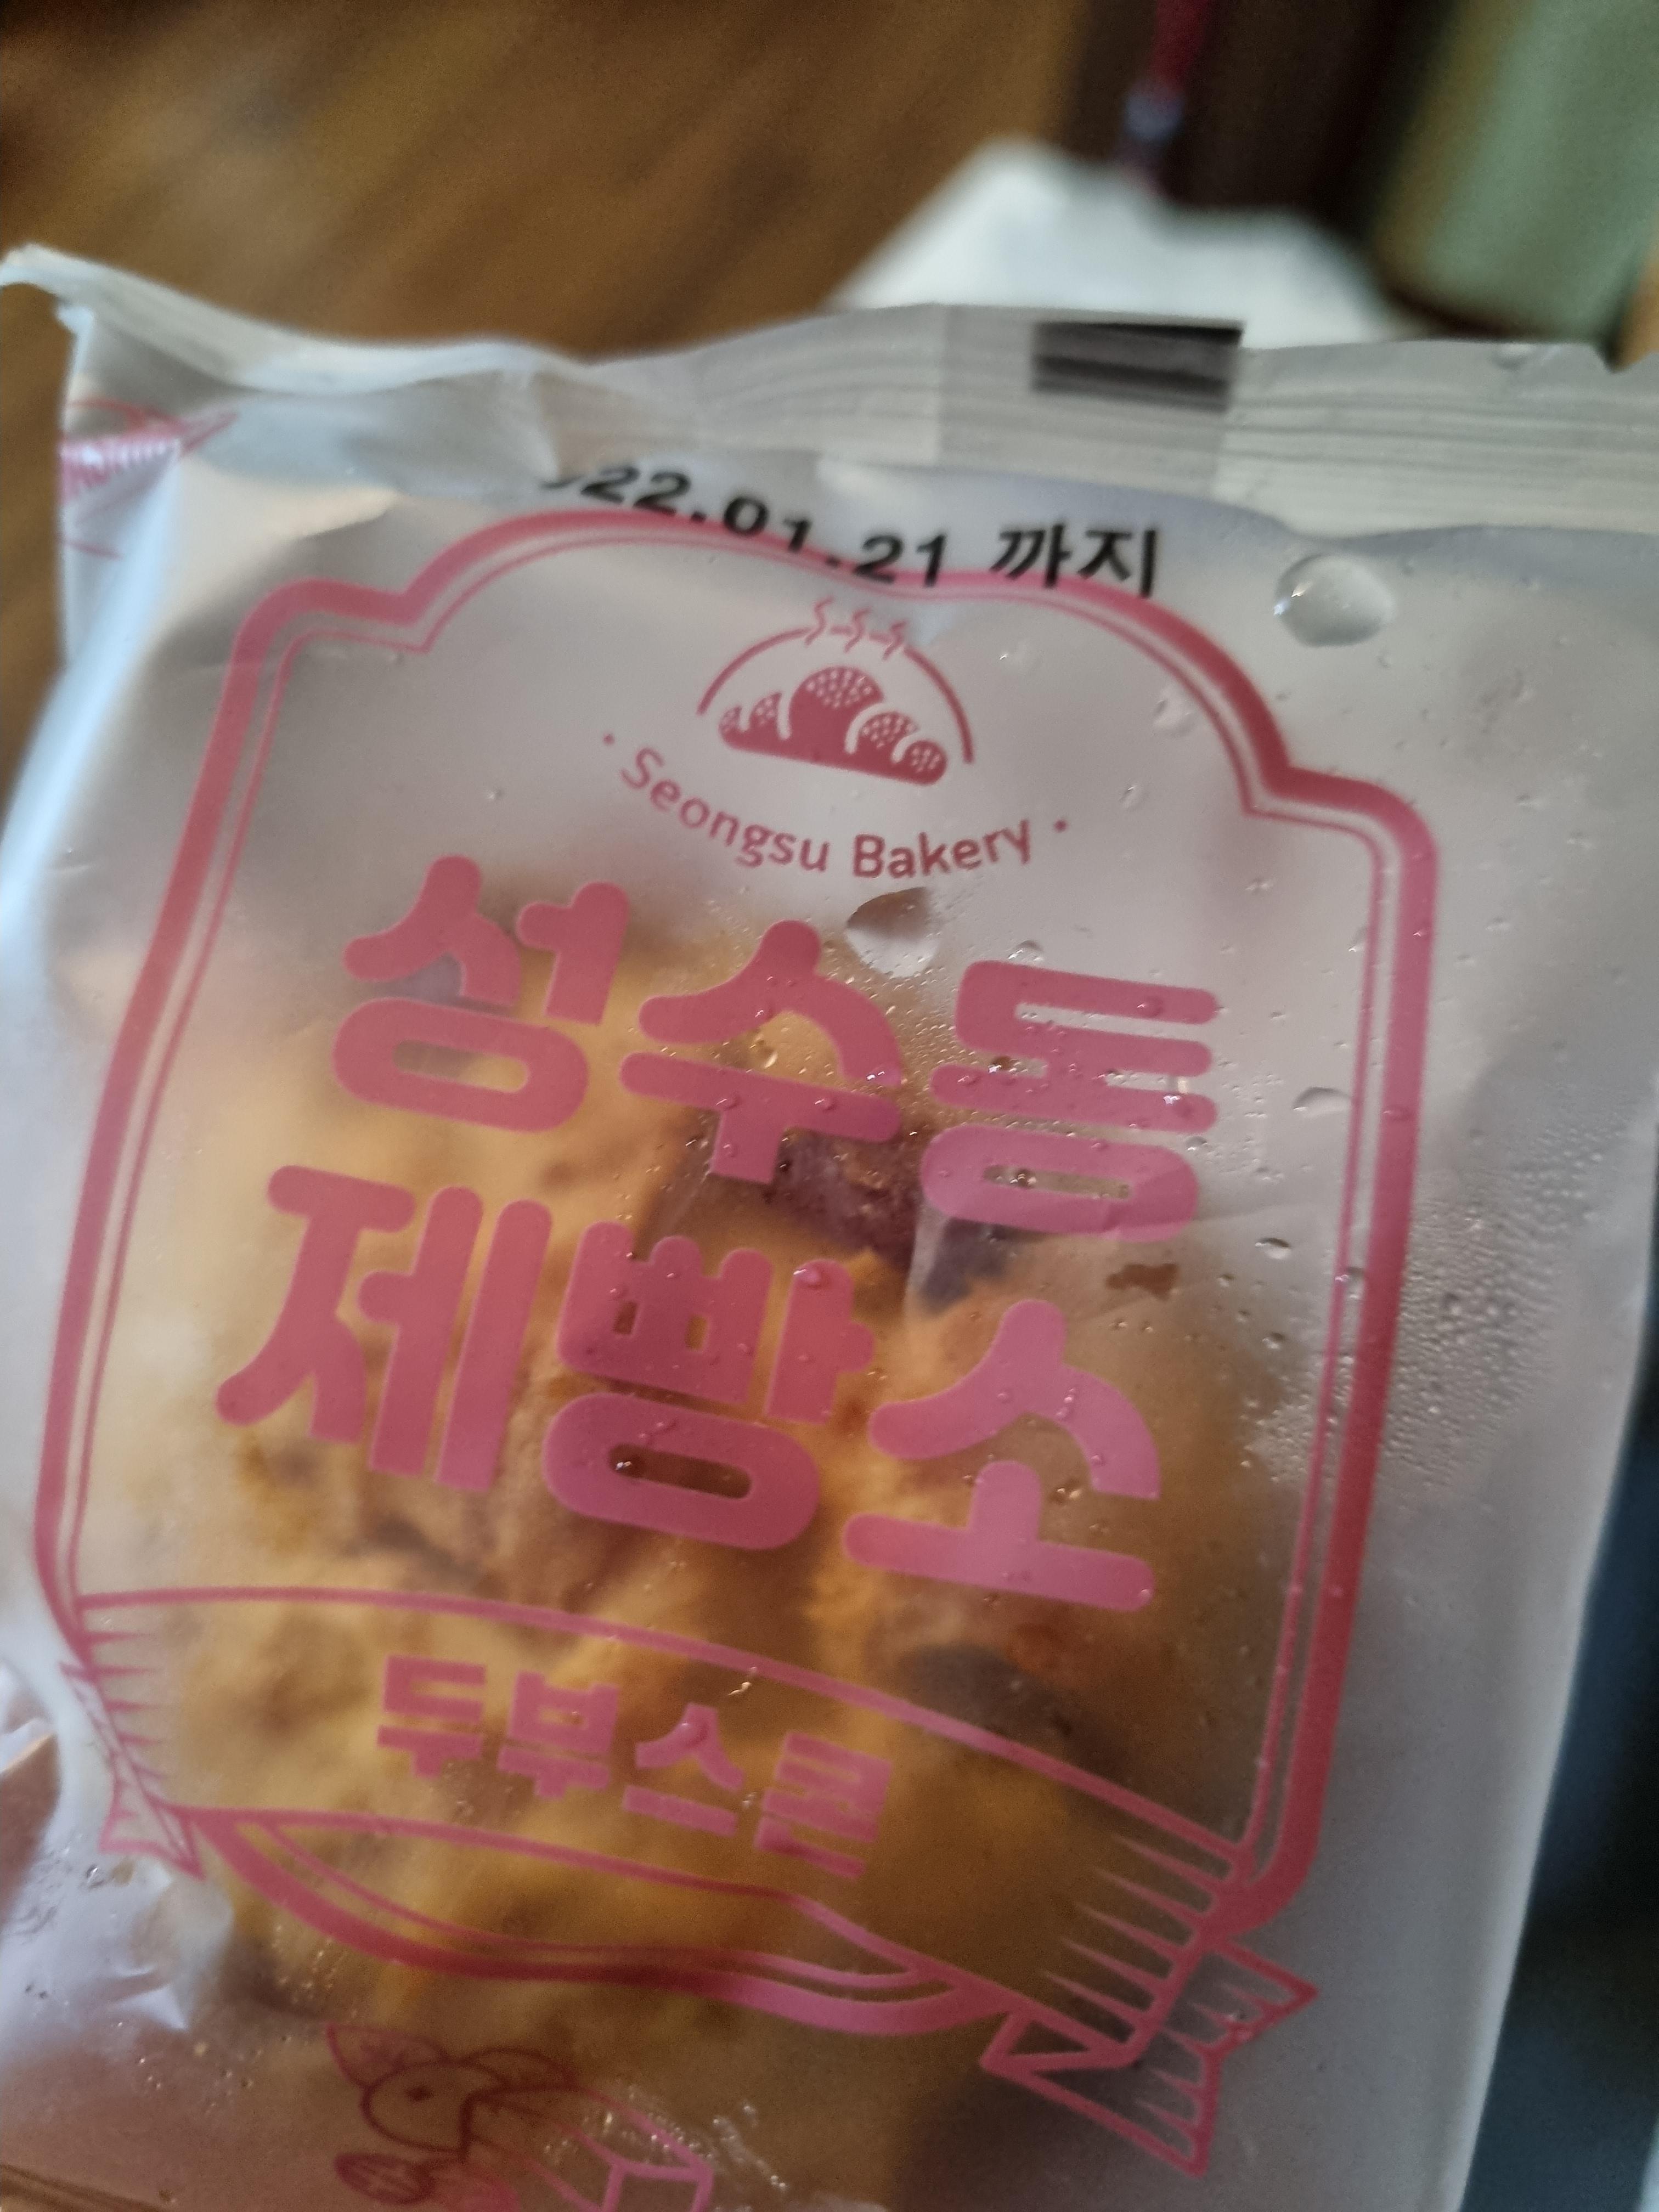 22.01.21 까지
· Seongsu Bakery ·
성수동
제빵소
두부스콘